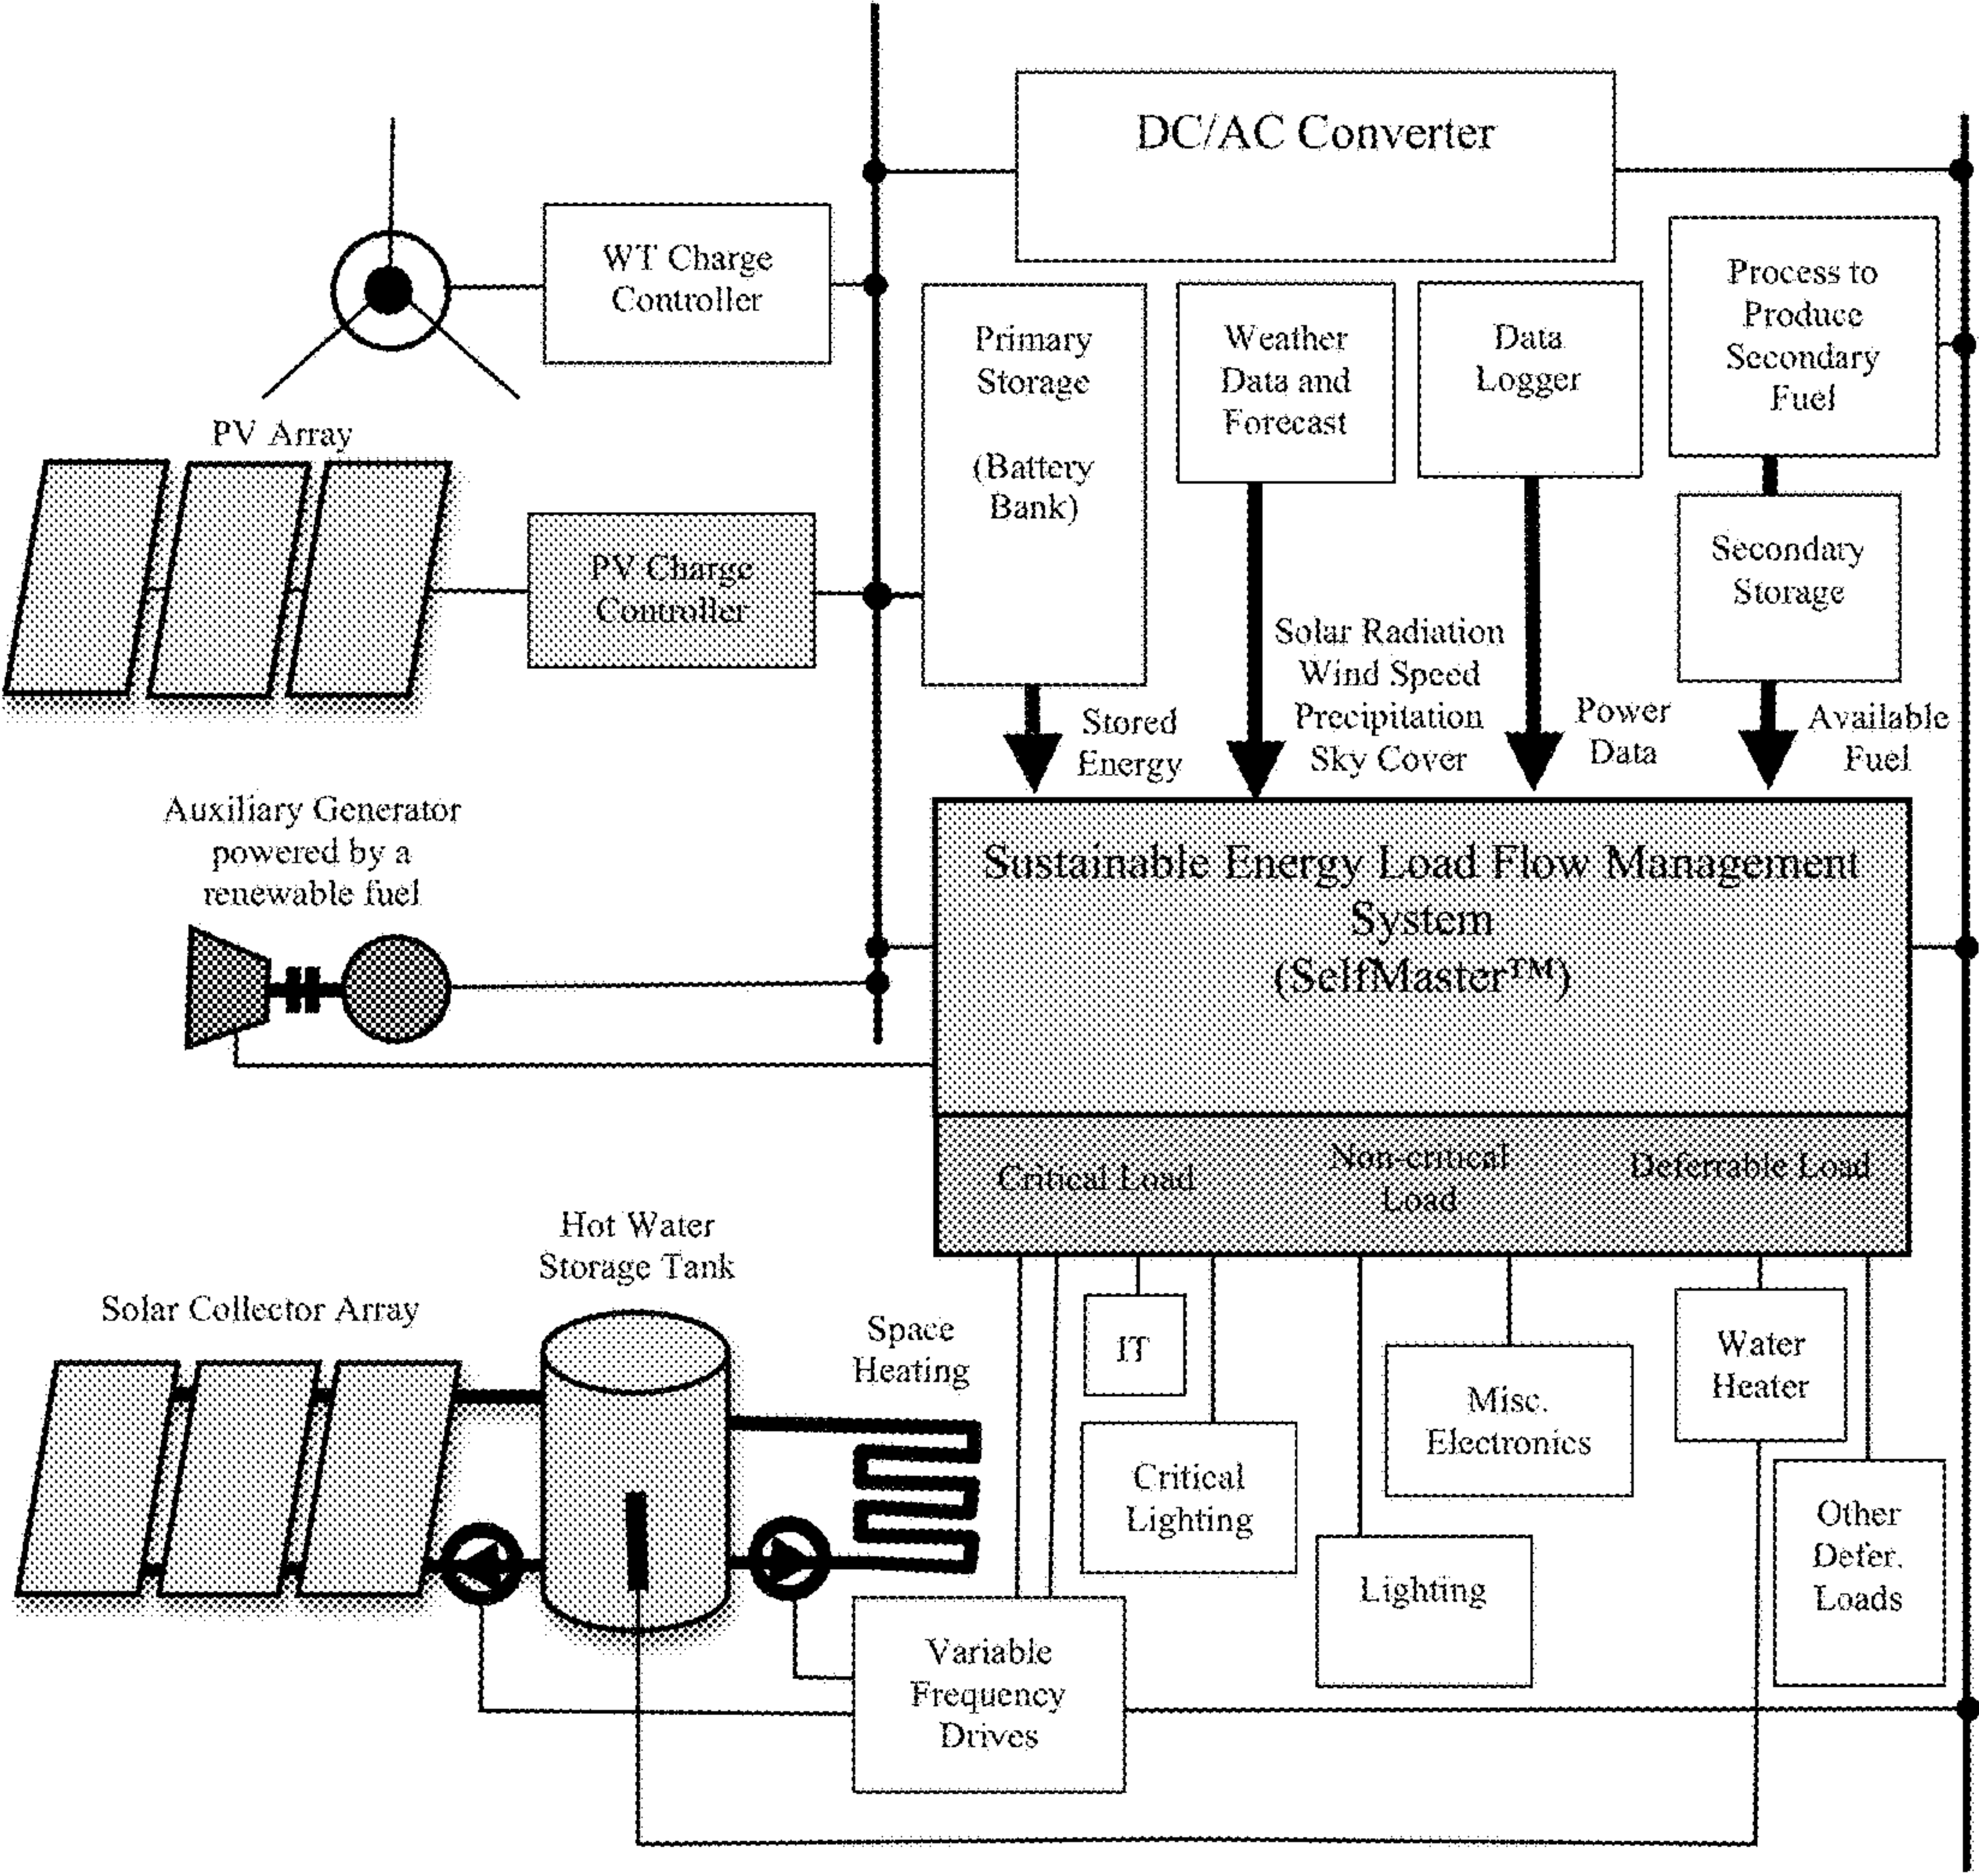 DC/AC Converter
WT Charge
Controller
Primary
Storage
(Battery
Bank)
Weather
Data and
Forecast
Data
Logger
Process to
Produce
Secondary
Fuel
PV Array
PV Charge
Controller
Secondary
Storage
Stored
Energy
Solar Radiation
Wind Speed
Precipitation
Sky Cover
Power
Data
Available
Fuel
Auxiliary Generator
powered by a
renewable fuel
Sustainable Energy Load Flow Management
System
(SelfMaster™)
Critical Load
Non-critical
Load
Deferrable Load
Hot Water
Storage Tank
Solar Collector Array
Space
Heating
IT
Critical
Lighting
Lighting
Misc.
Electronics
Water
Heater
Other
Defer.
Loads
Variable
Frequency
Drives